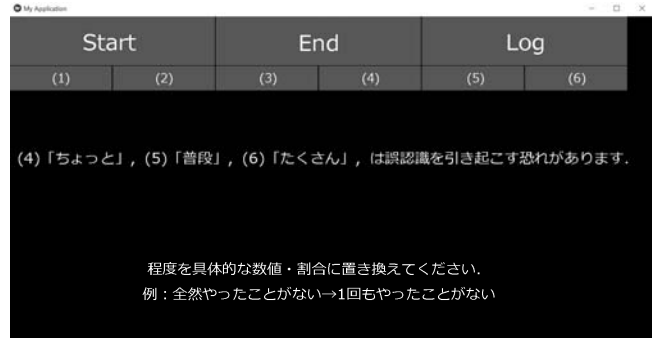 My Application
Start End Log
(1) (2) (3) (4) (5) (6)
(4)「ちょっと」, (5)「普段」, (6)「たくさん」, は誤認識を引き起こす恐れがあります.
程度を具体的な数値・割合に置き換えてください.
例：全然やったことがない→1回もやったことがない